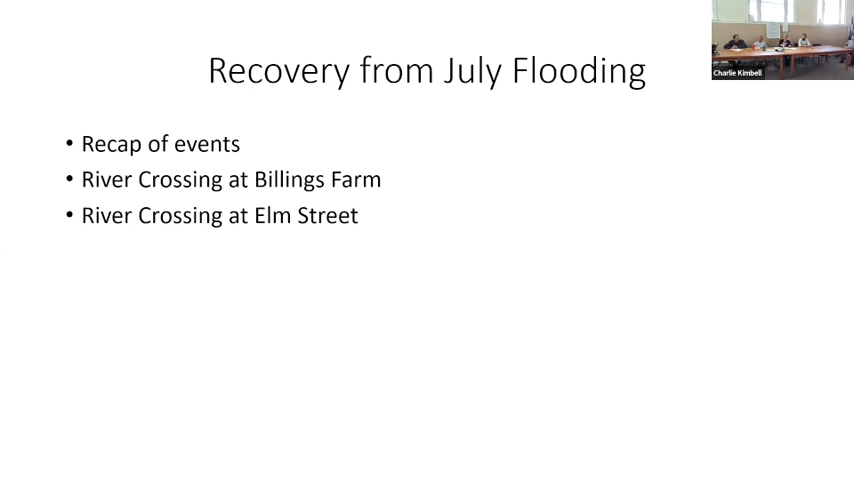 Recovery from July Flooding
Charlie Kimbell
• Recap of events
• River Crossing at Billings Farm
• River Crossing at Elm Street